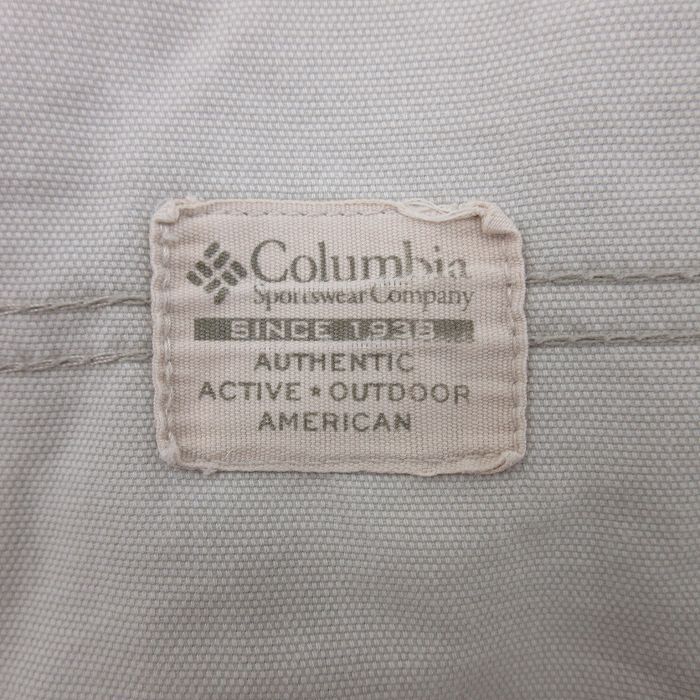 Columbia
Sportswear Company
SINCE 1938
AUTHENTIC
ACTIVE ★ OUTDOOR
AMERICAN